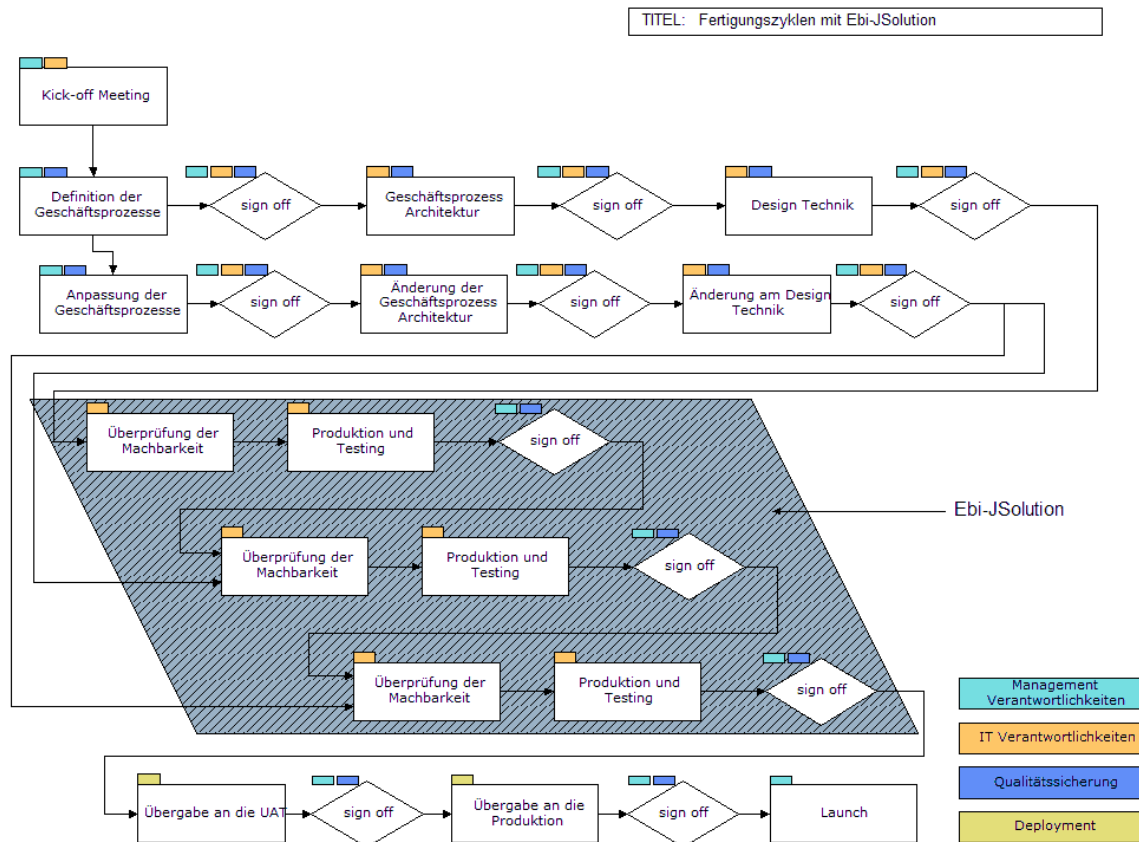 TITEL: Fertigungszyklen mit Ebi-JSolution
Kick-off Meeting
Definition der
Geschäftsprozesse
sign off
Geschäftsprozess
Architektur
sign off
Design Technik
sign off
Anpassung der
Geschäftsprozesse
sign off
Änderung der
Geschäftsprozess
Architektur
sign off
Änderung am Design
Technik
sign off
Überprüfung der
Machbarkeit
Produktion und
Testing
sign off
Ebi-JSolution
Überprüfung der
Machbarkeit
Produktion und
Testing
sign off
Überprüfung der
Machbarkeit
Produktion und
Testing
sign off
Management
Verantwortlichkeiten
IT Verantwortlichkeiten
Qualitätssicherung
Deployment
Übergabe an die UAT
sign off
Übergabe an die
Produktion
sign off
Launch